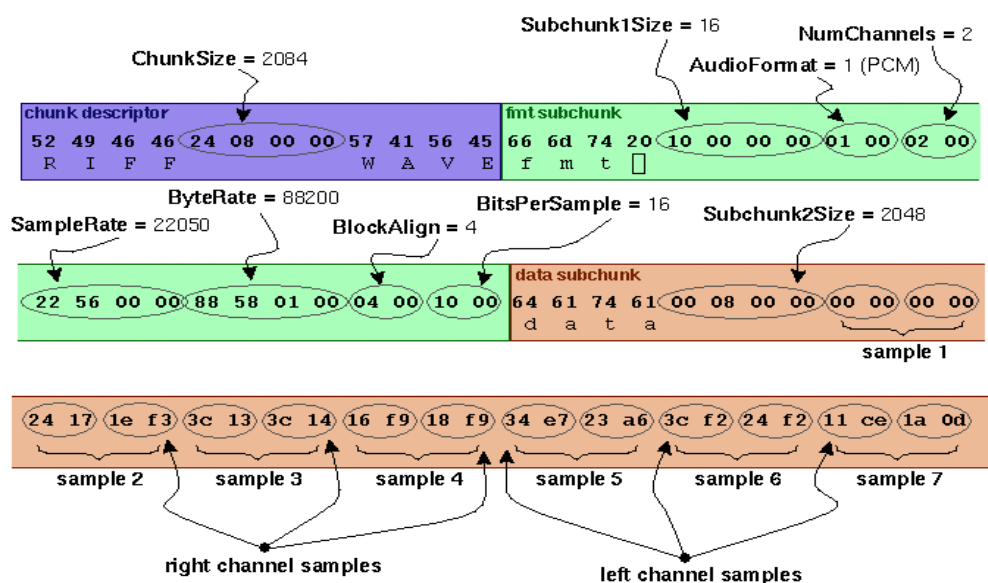 Subchunk1Size = 16
NumChannels = 2
ChunkSize = 2084
AudioFormat = 1 (PCM)
chunk descriptor
fmt subchunk
52 49 46 46 24 08 00 00 57 41 56 45 66 6d 74 20 10 00 00 00 01 00 02 00
R I F F W A V E f m t
ByteRate = 88200
BitsPerSample = 16
SampleRate = 22050
BlockAlign = 4
Subchunk2Size = 2048
data subchunk
22 56 00 00 88 58 01 00 04 00 10 00 64 61 74 61 00 08 00 00 00 00 00 00
d a t a
sample 1
24 17 1e f3 3c 13 3c 14 16 f9 18 f9 34 e7 23 a6 3c f2 24 f2 11 ce 1a 0d
sample 2 sample 3 sample 4 sample 5 sample 6 sample 7
right channel samples
left channel samples